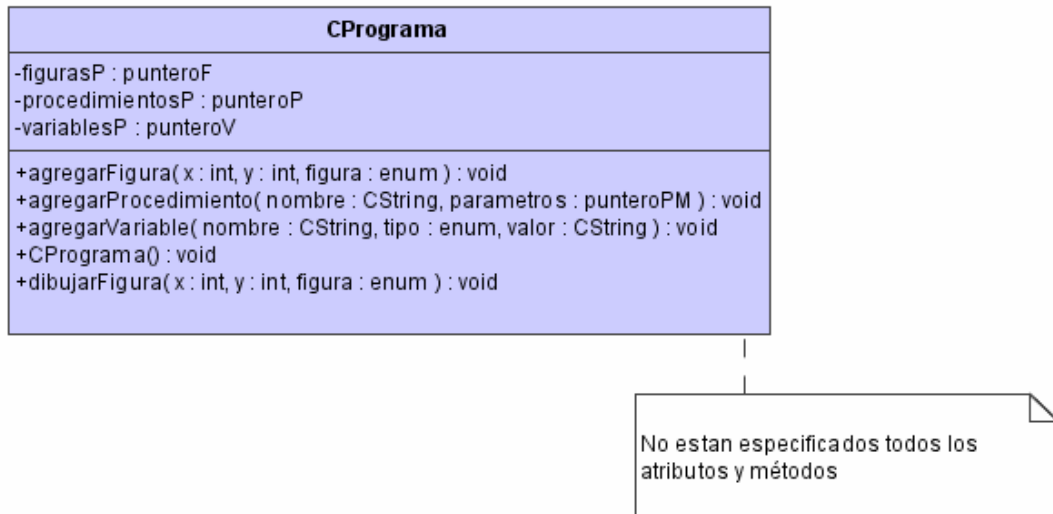 CPrograma
-figurasP : punteroF
-procedimientosP : punteroP
-variablesP : punteroV
+agregarFigura( x : int, y : int, figura : enum ) : void
+agregarProcedimiento( nombre : CString, parametros : punteroPM ) : void
+agregarVariable( nombre : CString, tipo : enum, valor : CString ) : void
+CPrograma() : void
+dibujarFigura( x : int, y : int, figura : enum ) : void
No estan especificados todos los
atributos y métodos